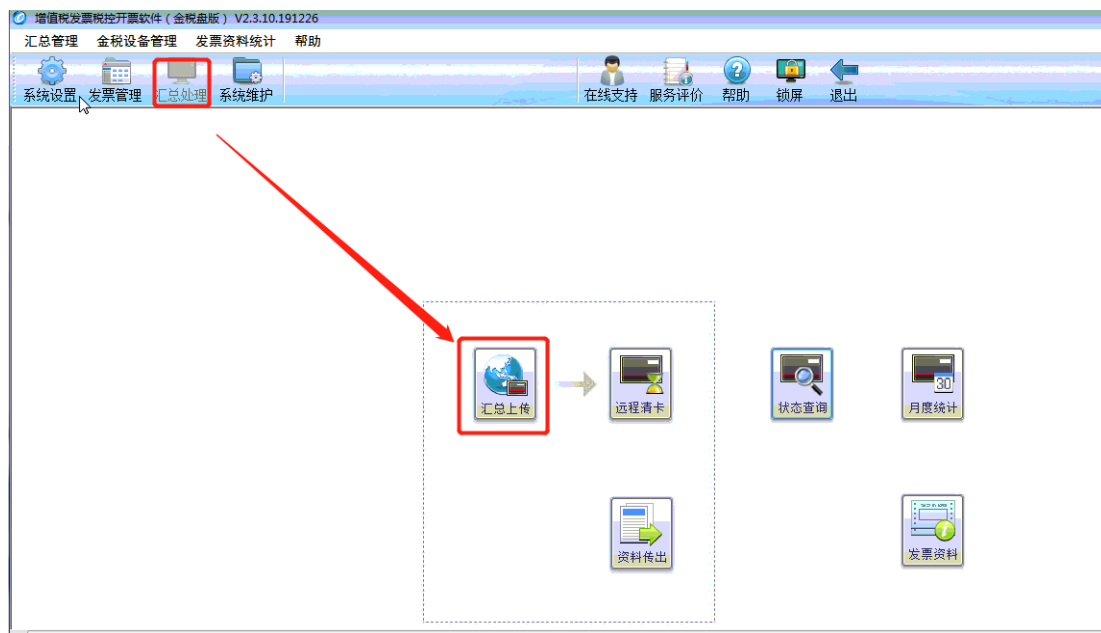 增值税发票税控开票软件（金税盘版） V2.3.10.191226
汇总管理 金税设备管理 发票资料统计 帮助
系统设置 发票管理 汇总处理 系统维护 在线支持 服务评价 帮助 锁屏 退出
30
汇总上传 远程清卡 状态查询 月度统计
资料传出 发票资料